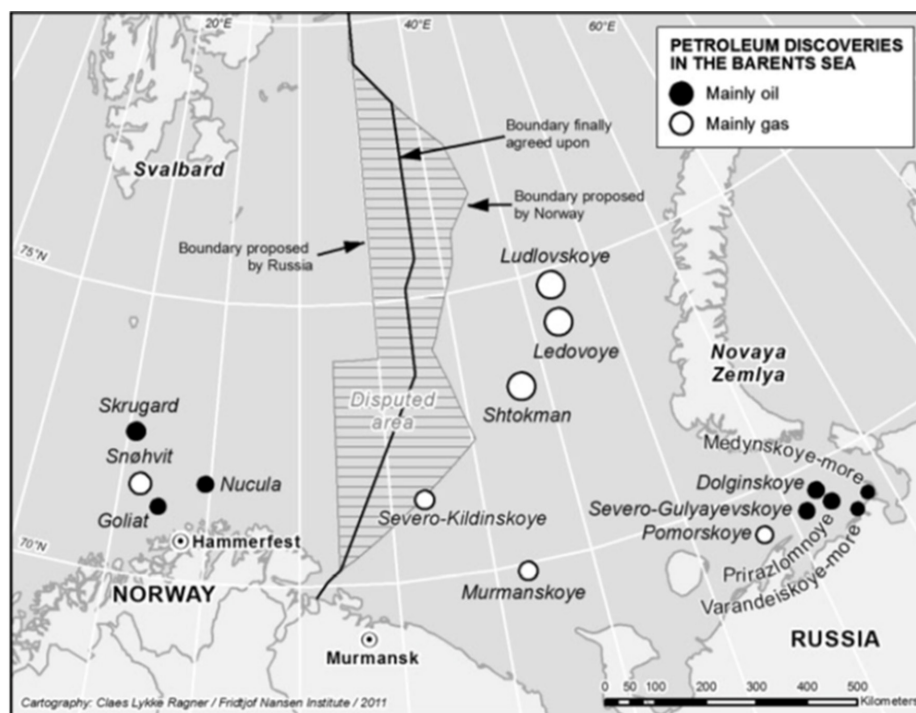 20°E
40°E
60°E
PETROLEUM DISCOVERIES
IN THE BARENTS SEA
Mainly oil
Mainly gas
Boundary finally
agreed upon
Svalbard
Boundary proposed
by Norway
Boundary proposed
by Russia
75°N
Ludlovskoye
Ledovoye
Novaya
Zemlya
Shtokman
Disputed
area
Skrugard
Snøhvit
Nucula
Goliat
Medynskoye-more
Dolginskoye
Severo-Gulyayevskoye
Severo-Kildinskoye
Pomorskoye
Hammerfest
70°N
Prirazlomnoye
Varandeiskoye-more
Murmanskoye
NORWAY
RUSSIA
Murmansk
0 50 100 200 300 400 500
Kilometers
Cartography: Claes Lykke Ragner / Fridtjof Nansen Institute / 2011